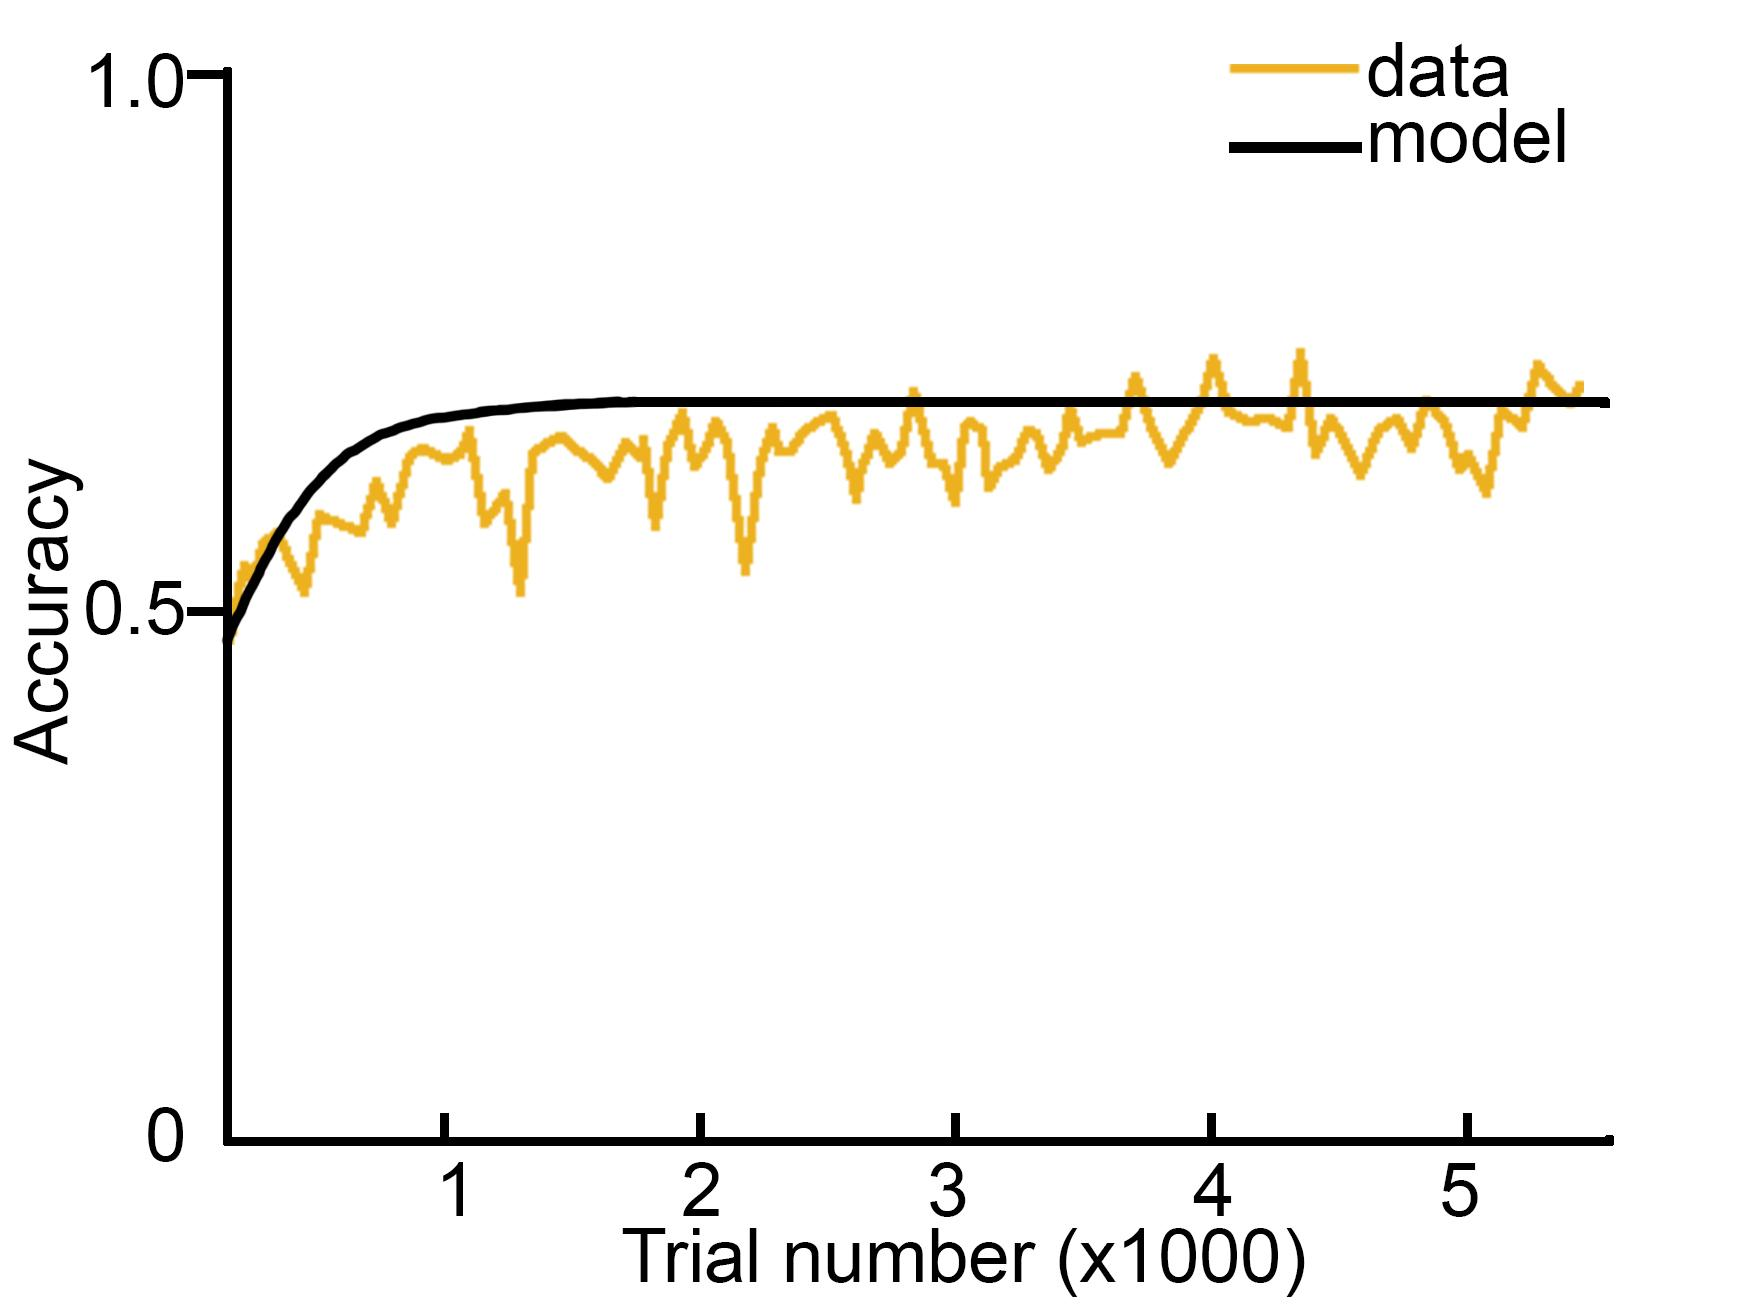 1.0
data
model
0.5
Accuracy
0
1 2 3 4 5
Trial number (x1000)